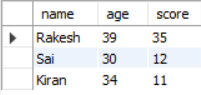 name age score
Rakesh 39 35
Sai 30 12
Kiran 34 11